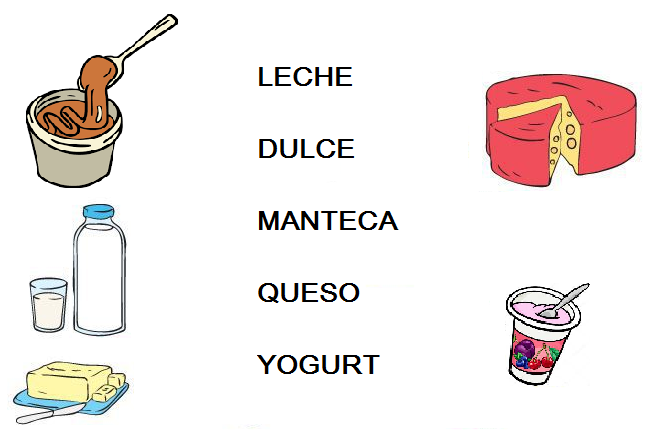 LECHE
DULCE
MANTECA
QUESO
YOGURT